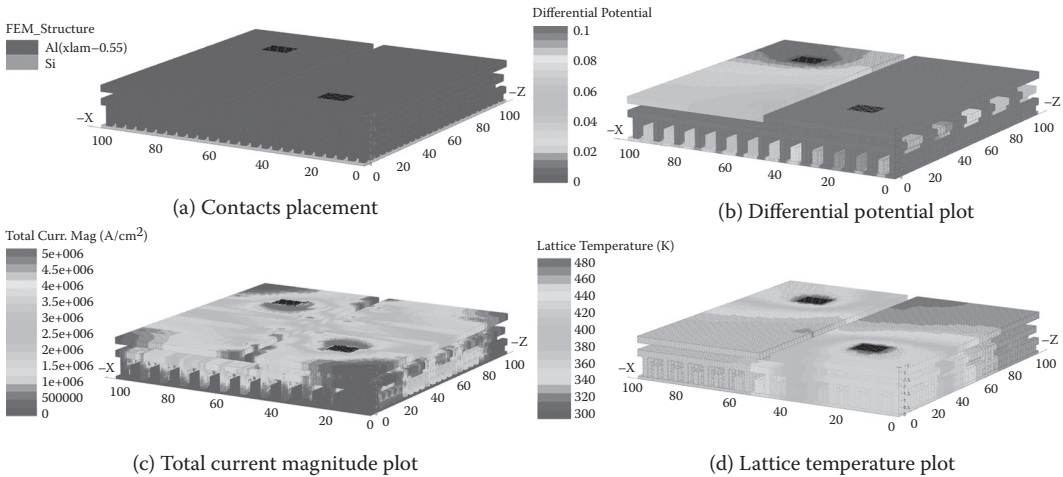 FEM_Structure
Al(xlam−0.55)
Si
−X
100
80
60
40
20
0
0
20
40
60
80
100
−Z
(a) Contacts placement
Differential Potential
0.1
0.08
0.06
0.04
0.02
0
−X
100
80
60
40
20
0
0
20
40
60
80
100
−Z
(b) Differential potential plot
Total Curr. Mag (A/cm²)
5e+006
4.5e+006
4e+006
3.5e+006
3e+006
2.5e+006
2e+006
1.5e+006
1e+006
500000
0
−X
100
80
60
40
20
0
0
20
40
60
80
100
−Z
(c) Total current magnitude plot
Lattice Temperature (K)
480
460
440
420
400
380
360
340
320
300
−X
100
80
60
40
20
0
0
20
40
60
80
100
−Z
(d) Lattice temperature plot